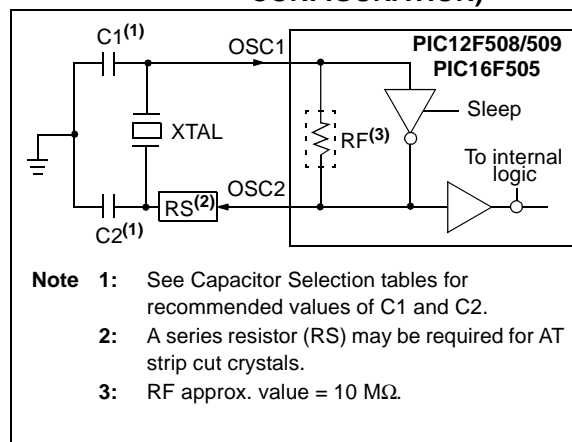 C1(1)
OSC1
PIC12F508/509
PIC16F505
Sleep
XTAL
RF(3)
To internal
logic
OSC2
RS(2)
C2(1)
Note 1: See Capacitor Selection tables for
recommended values of C1 and C2.
2: A series resistor (RS) may be required for AT
strip cut crystals.
3: RF approx. value = 10 MΩ.